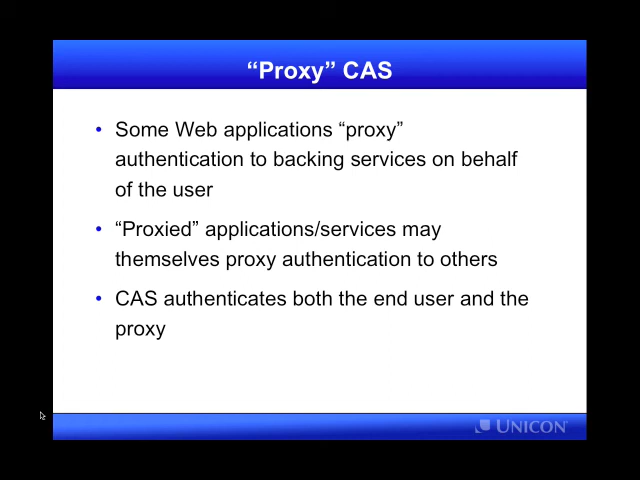 “Proxy” CAS
• Some Web applications “proxy”
authentication to backing services on behalf
of the user
• “Proxied” applications/services may
themselves proxy authentication to others
• CAS authenticates both the end user and the
proxy
UNICON